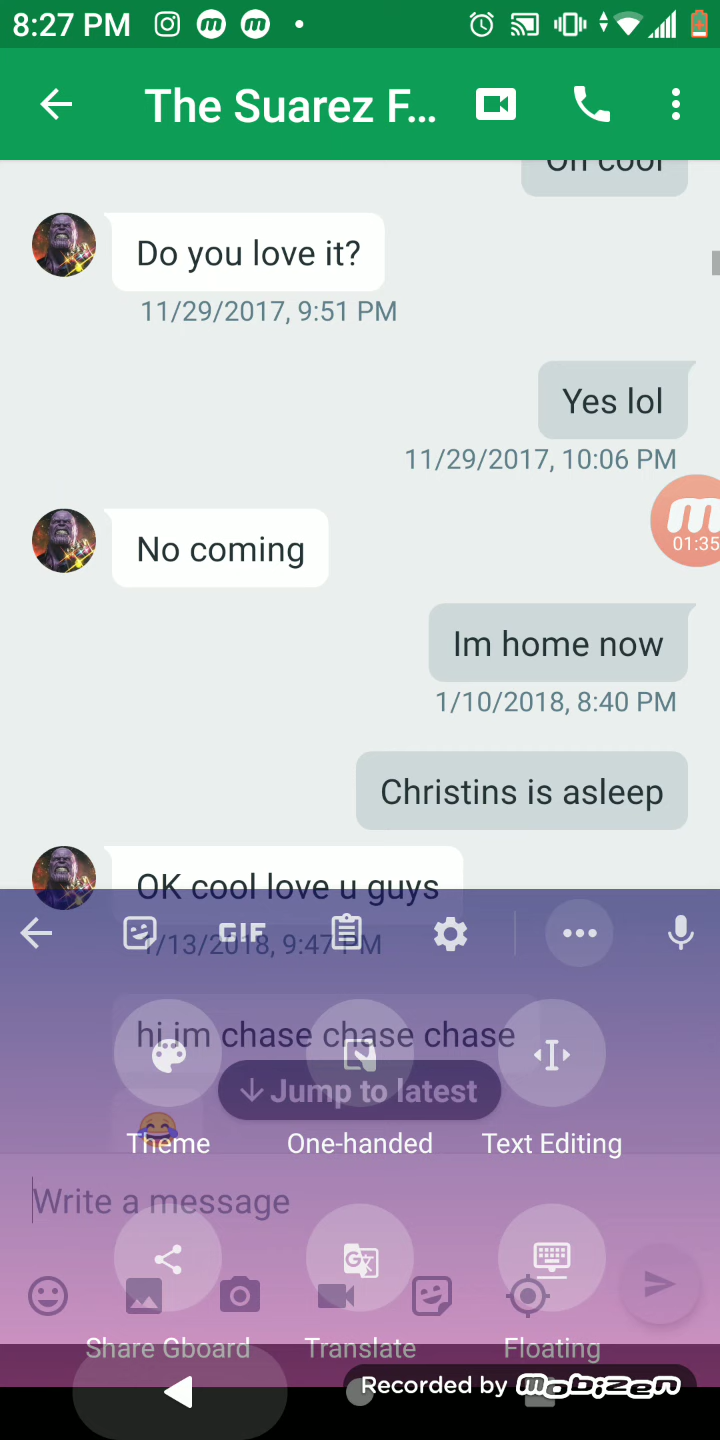 8:27 PM
The Suarez F...
Oh cool
Do you love it?
11/29/2017, 9:51 PM
Yes lol
11/29/2017, 10:06 PM
No coming
m
01:35
Im home now
1/10/2018, 8:40 PM
Christins is asleep
OK cool love u guys
GIF
1/13/2018, 9:47 PM
hi im chase chase chase
Jump to latest
Theme
One-handed
Text Editing
Write a message
Share Gboard
Translate
Floating
Recorded by mobizen